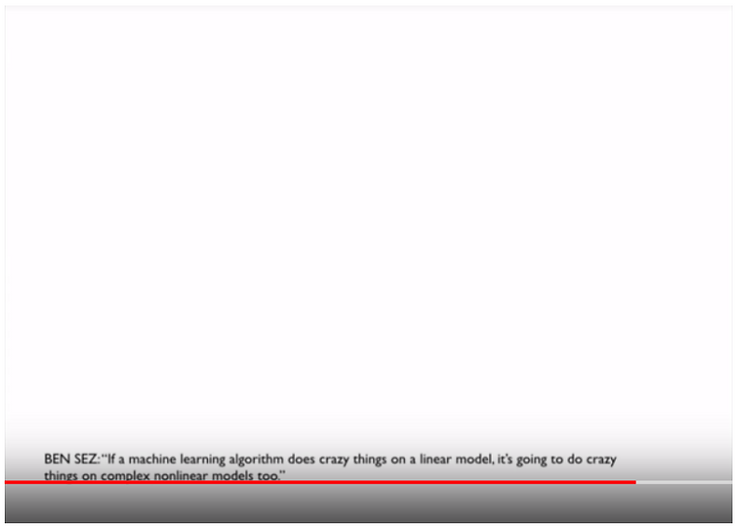 BEN SEZ:“If a machine learning algorithm does crazy things on a linear model, it’s going to do crazy
things on complex nonlinear models too.”